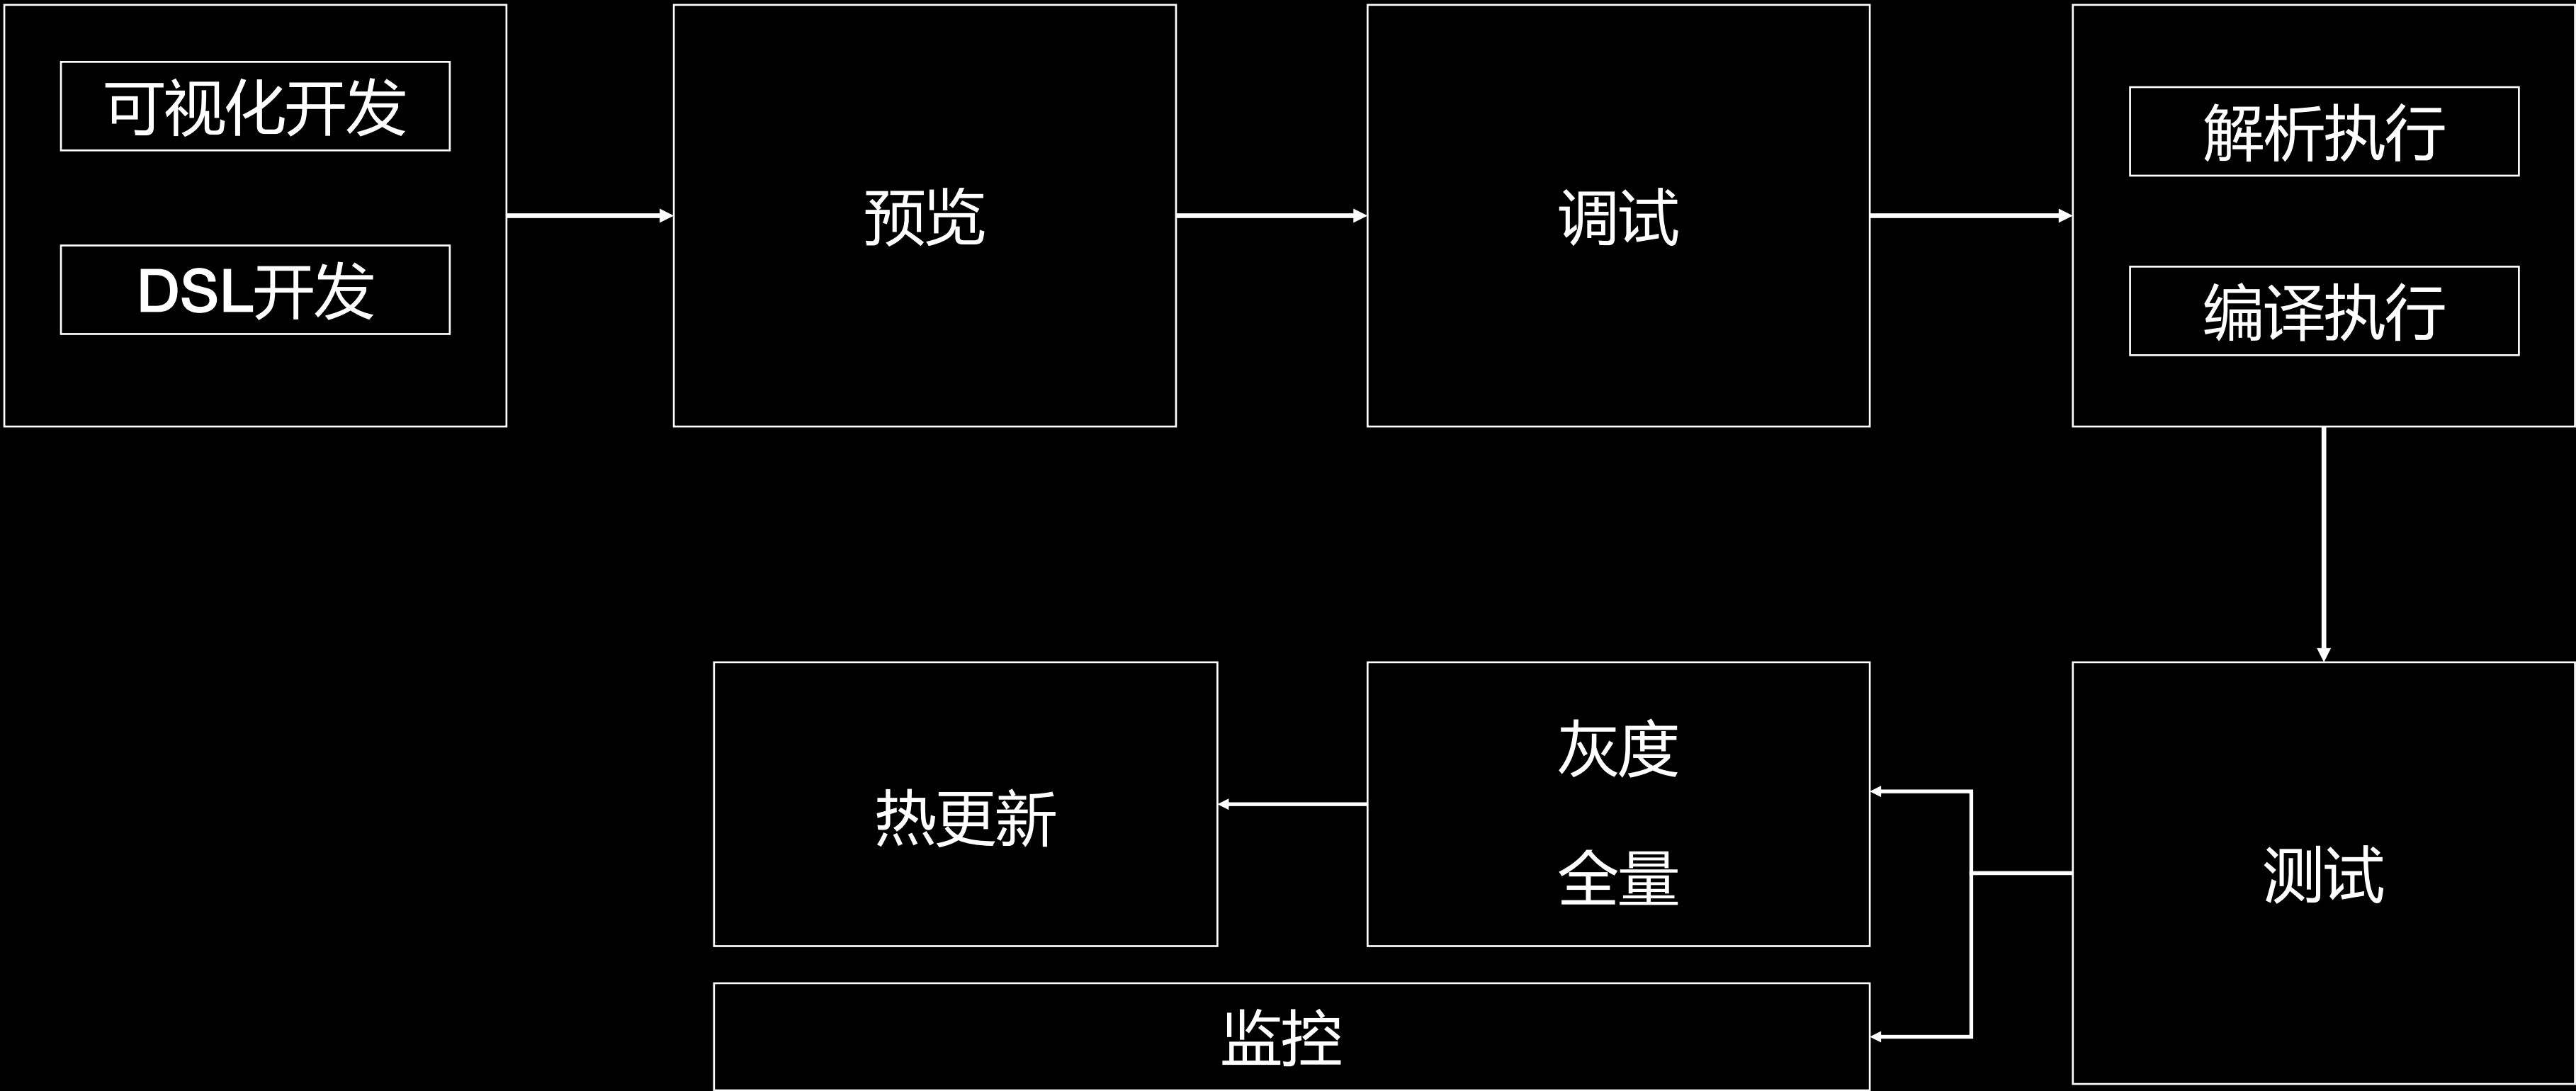 可视化开发
DSL开发
预览
调试
解析执行
编译执行
热更新
灰度
全量
测试
监控